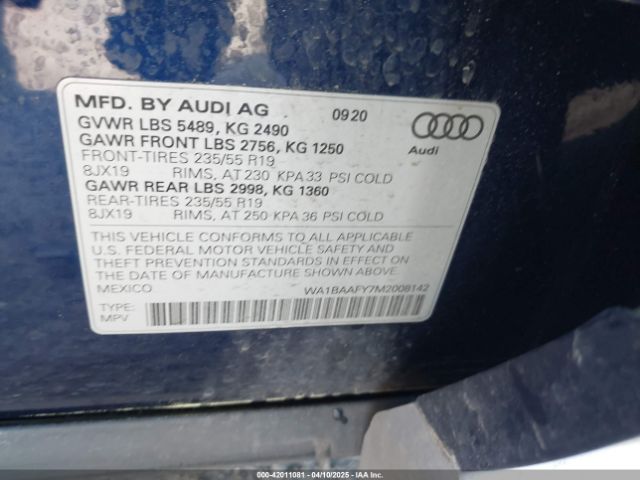 MFD. BY AUDI AG 0920
GVWR LBS 5489, KG 2490
GAWR FRONT LBS 2756, KG 1250
FRONT-TIRES 235/55 R19
8JX19 RIMS, AT 230 KPA 33 PSI COLD
GAWR REAR LBS 2998, KG 1360
REAR-TIRES 235/55 R19
8JX19 RIMS, AT 250 KPA 36 PSI COLD
Audi
THIS VEHICLE CONFORMS TO ALL APPLICABLE
U.S. FEDERAL MOTOR VEHICLE SAFETY AND
THEFT PREVENTION STANDARDS IN EFFECT ON
THE DATE OF MANUFACTURE SHOWN ABOVE.
MEXICO WA1BAAFY7M2008142
TYPE:
MPV
000-42011081 - 04/10/2025 - COPYRIGHT IAA, LLC.